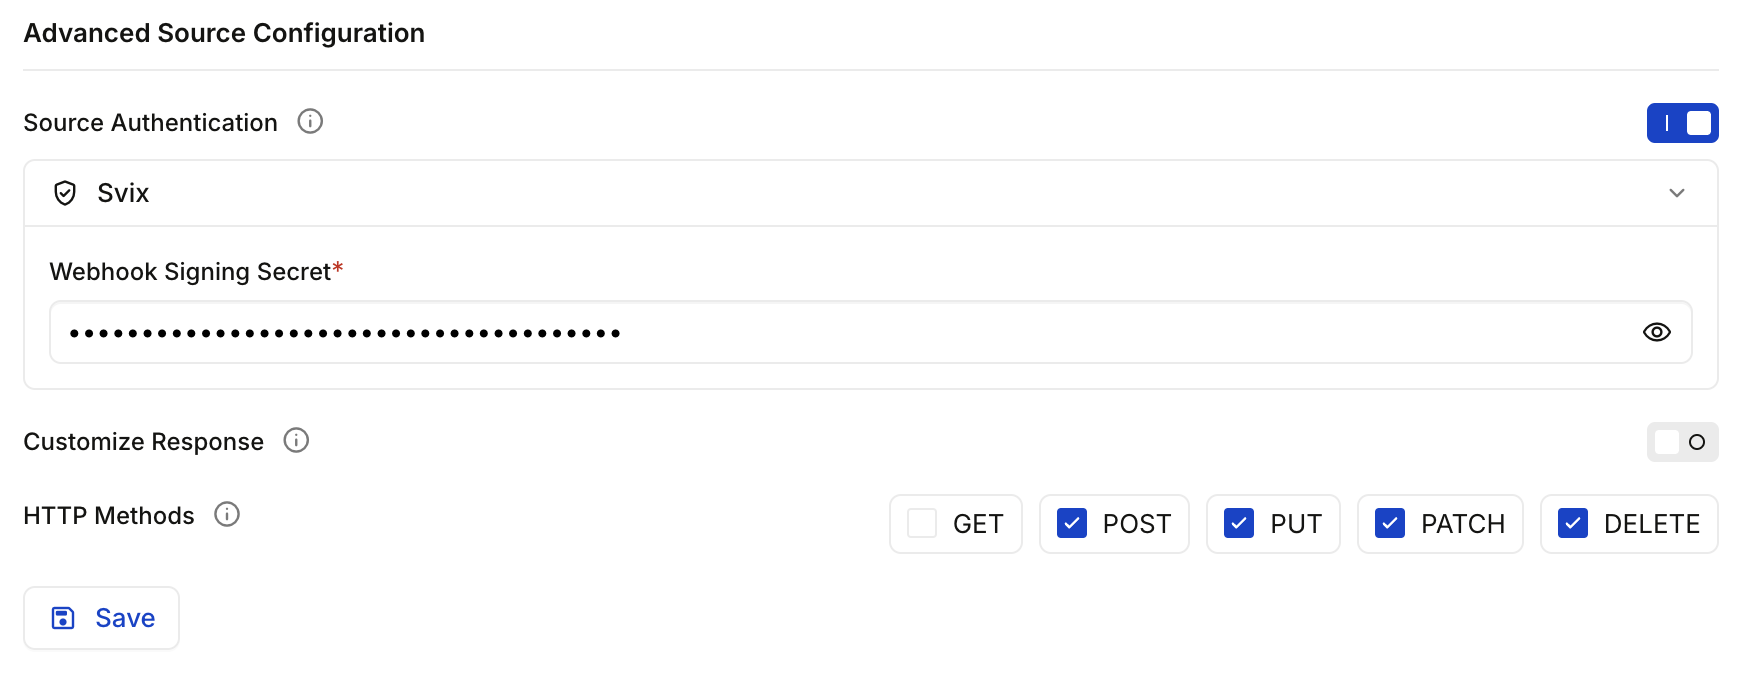 Advanced Source Configuration
Source Authentication
Svix
Webhook Signing Secret*
••••••••••••••••••••••••••••••••••••••
Customize Response
HTTP Methods
GET POST PUT PATCH DELETE
Save